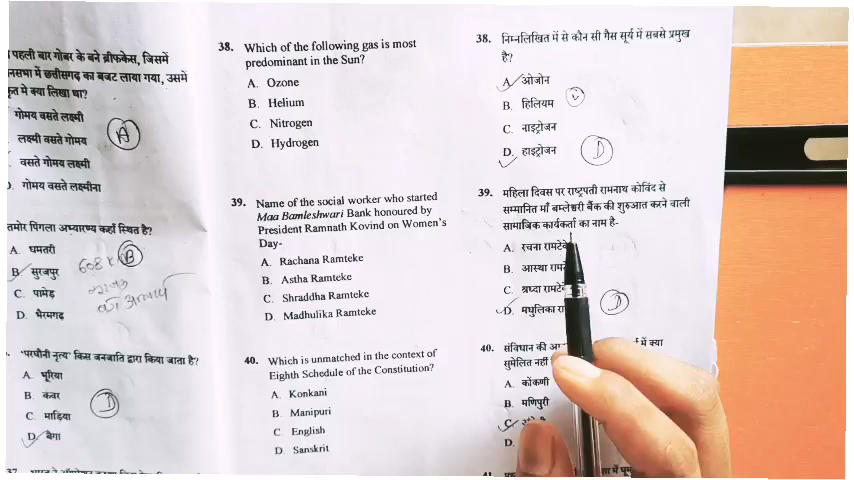 पहली बार गोबर के बने ब्रीफकेस, जिसमें
नसभा में छत्तीसगढ़ का बजट लाया गया, उसमें
कृत मे क्या लिखा था?
गोमय वसते लक्ष्मी
लक्ष्मी वसते गोमय
वसते गोमय लक्ष्मी
गोमय वसते लक्ष्मीना
A
तमोर पिंगला अभ्यारण्य कहाँ स्थित है?
A. धमतरी
B. सुरजपुर
C. पामेड़
D. भैरमगढ़
608
B
'परधौनी नृत्य' किस जनजाति द्वारा किया जाता है?
A. भूरिया
B. कवर
C. माड़िया
D. बैगा
D
37.
38. Which of the following gas is most
predominant in the Sun?
A. Ozone
B. Helium
C. Nitrogen
D. Hydrogen
39. Name of the social worker who started
Maa Bamleshwari Bank honoured by
President Ramnath Kovind on Women's
Day-
A. Rachana Ramteke
B. Astha Ramteke
C. Shraddha Ramteke
D. Madhulika Ramteke
40. Which is unmatched in the context of
Eighth Schedule of the Constitution?
A. Konkani
B. Manipuri
C. English
D. Sanskrit
38. निम्नलिखित में से कौन सी गैस सूर्य में सबसे प्रमुख
है?
A. ओजोन
B. हिलियम
C. नाइट्रोजन
D. हाइट्रोजन
D
39. महिला दिवस पर राष्ट्रपती रामनाथ कोविंद से
सम्मानित माँ बम्लेश्वरी बैंक की शुरुआत करने वाली
सामाजिक कार्यकर्ता का नाम है-
A. रचना
B. आस्था
C. श्रध्दा
D. मधुलिका
D
40. संविधान की में क्या
सुमेलित नहीं
A. कोंकणी
B. मणिपुरी
C.
D.
41.